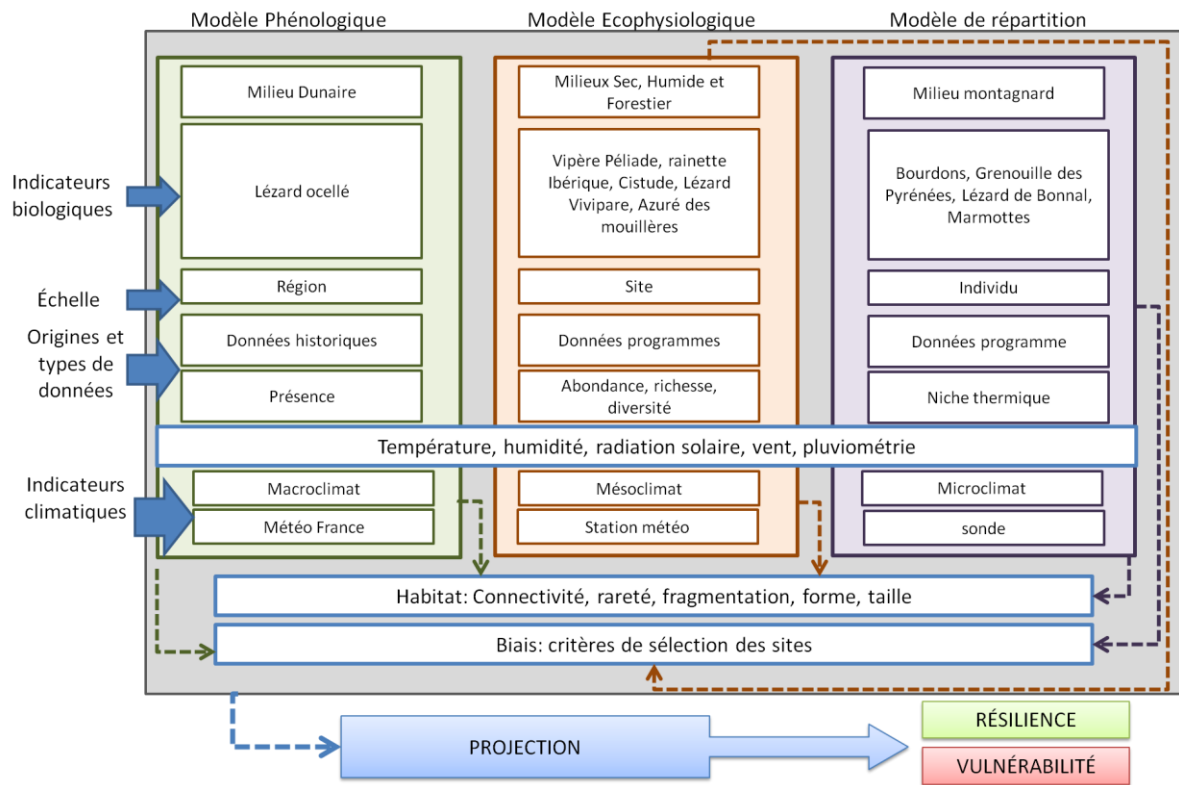 Modèle Phénologique
Modèle Ecophysiologique
Modèle de répartition
Milieu Dunaire
Milieux Sec, Humide et
Forestier
Milieu montagnard
Indicateurs
biologiques
Lézard ocellé
Vipère Péliade, rainette
Ibérique, Cistude, Lézard
Vivipare, Azuré des
mouillères
Bourdons, Grenouille des
Pyrénées, Lézard de Bonnal,
Marmottes
Échelle
Région
Site
Individu
Origines et
types de
données
Données historiques
Données programmes
Données programme
Présence
Abondance, richesse,
diversité
Niche thermique
Température, humidité, radiation solaire, vent, pluviométrie
Indicateurs
climatiques
Macroclimat
Mésoclimat
Microclimat
Météo France
Station météo
sonde
Habitat: Connectivité, rareté, fragmentation, forme, taille
Biais: critères de sélection des sites
PROJECTION
RÉSILIENCE
VULNÉRABILITÉ